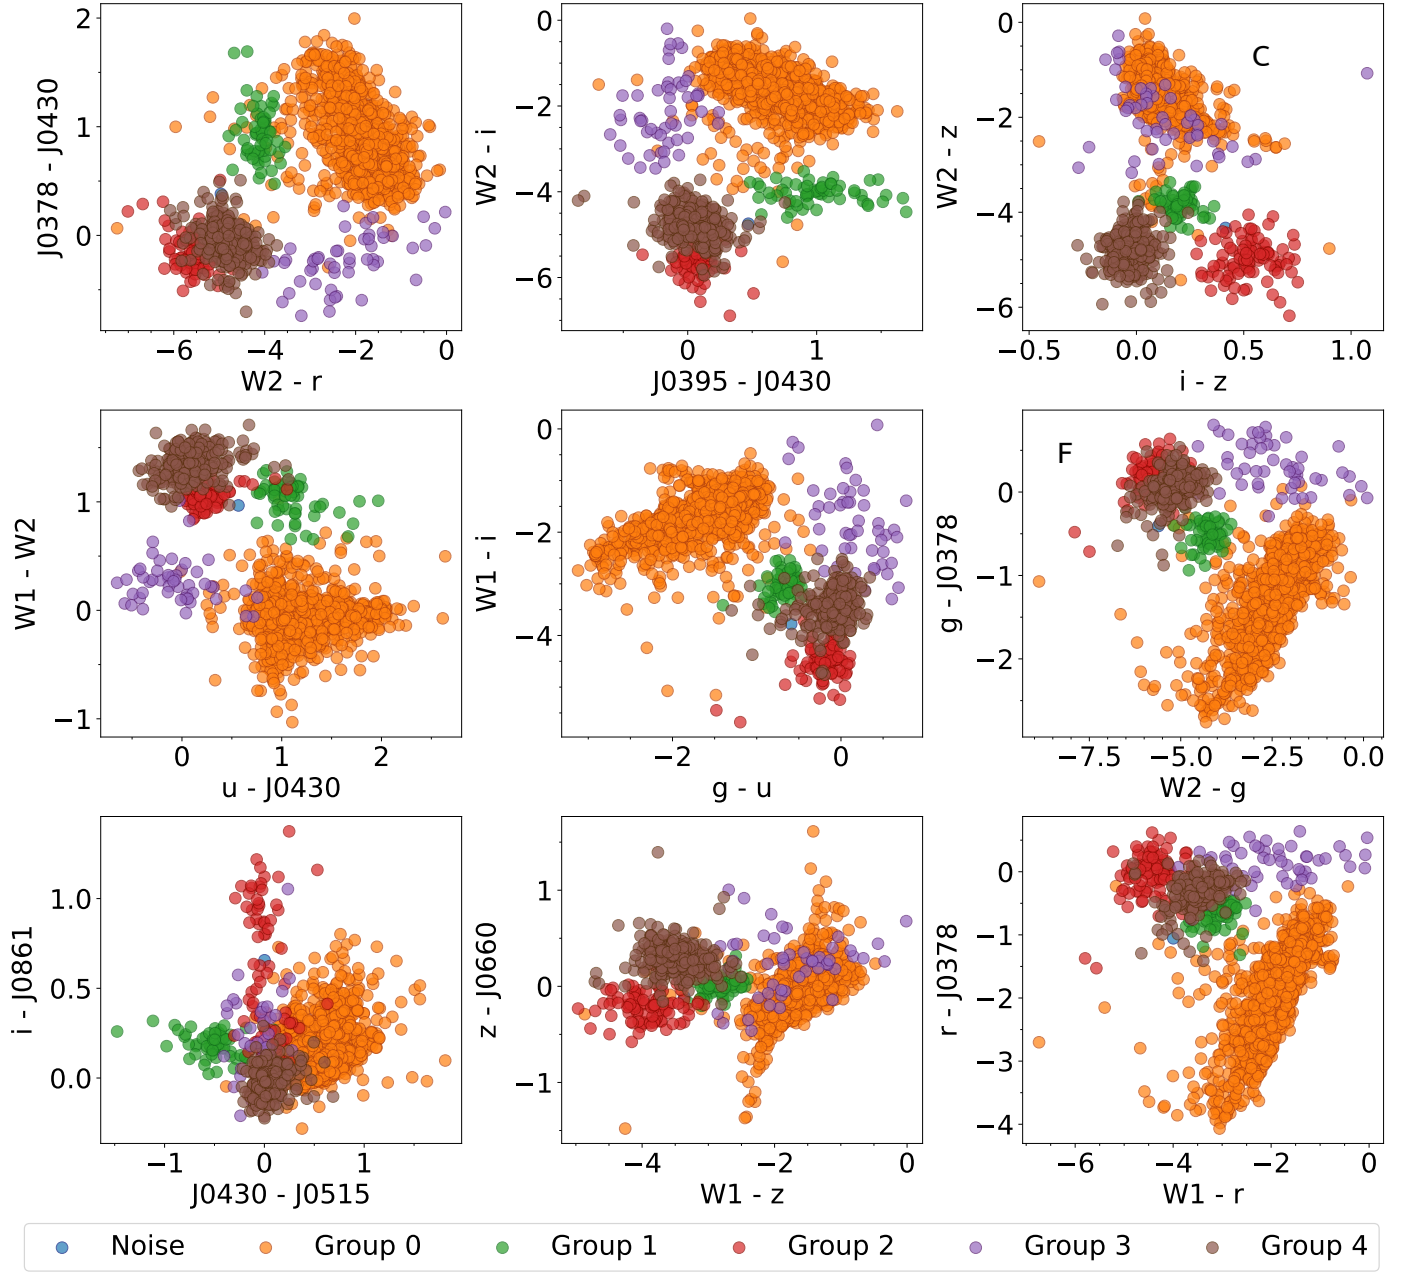 2
1
0
J0378 - J0430
−6 −4 −2 0
W2 - r
0
−2
−4
−6
W2 - i
0 1
J0395 - J0430
0
−2
−4
−6
W2 - z
C
−0.5 0.0 0.5 1.0
i - z
1
0
−1
W1 - W2
0 1 2
u - J0430
0
−2
−4
W1 - i
−2 0
g - u
0
−1
−2
g - J0378
F
−7.5 −5.0 −2.5 0.0
W2 - g
1.0
0.5
0.0
i - J0861
−1 0 1
J0430 - J0515
1
0
−1
z - J0660
−4 −2 0
W1 - z
0
−1
−2
−3
−4
r - J0378
−6 −4 −2 0
W1 - r
Noise Group 0 Group 1 Group 2 Group 3 Group 4